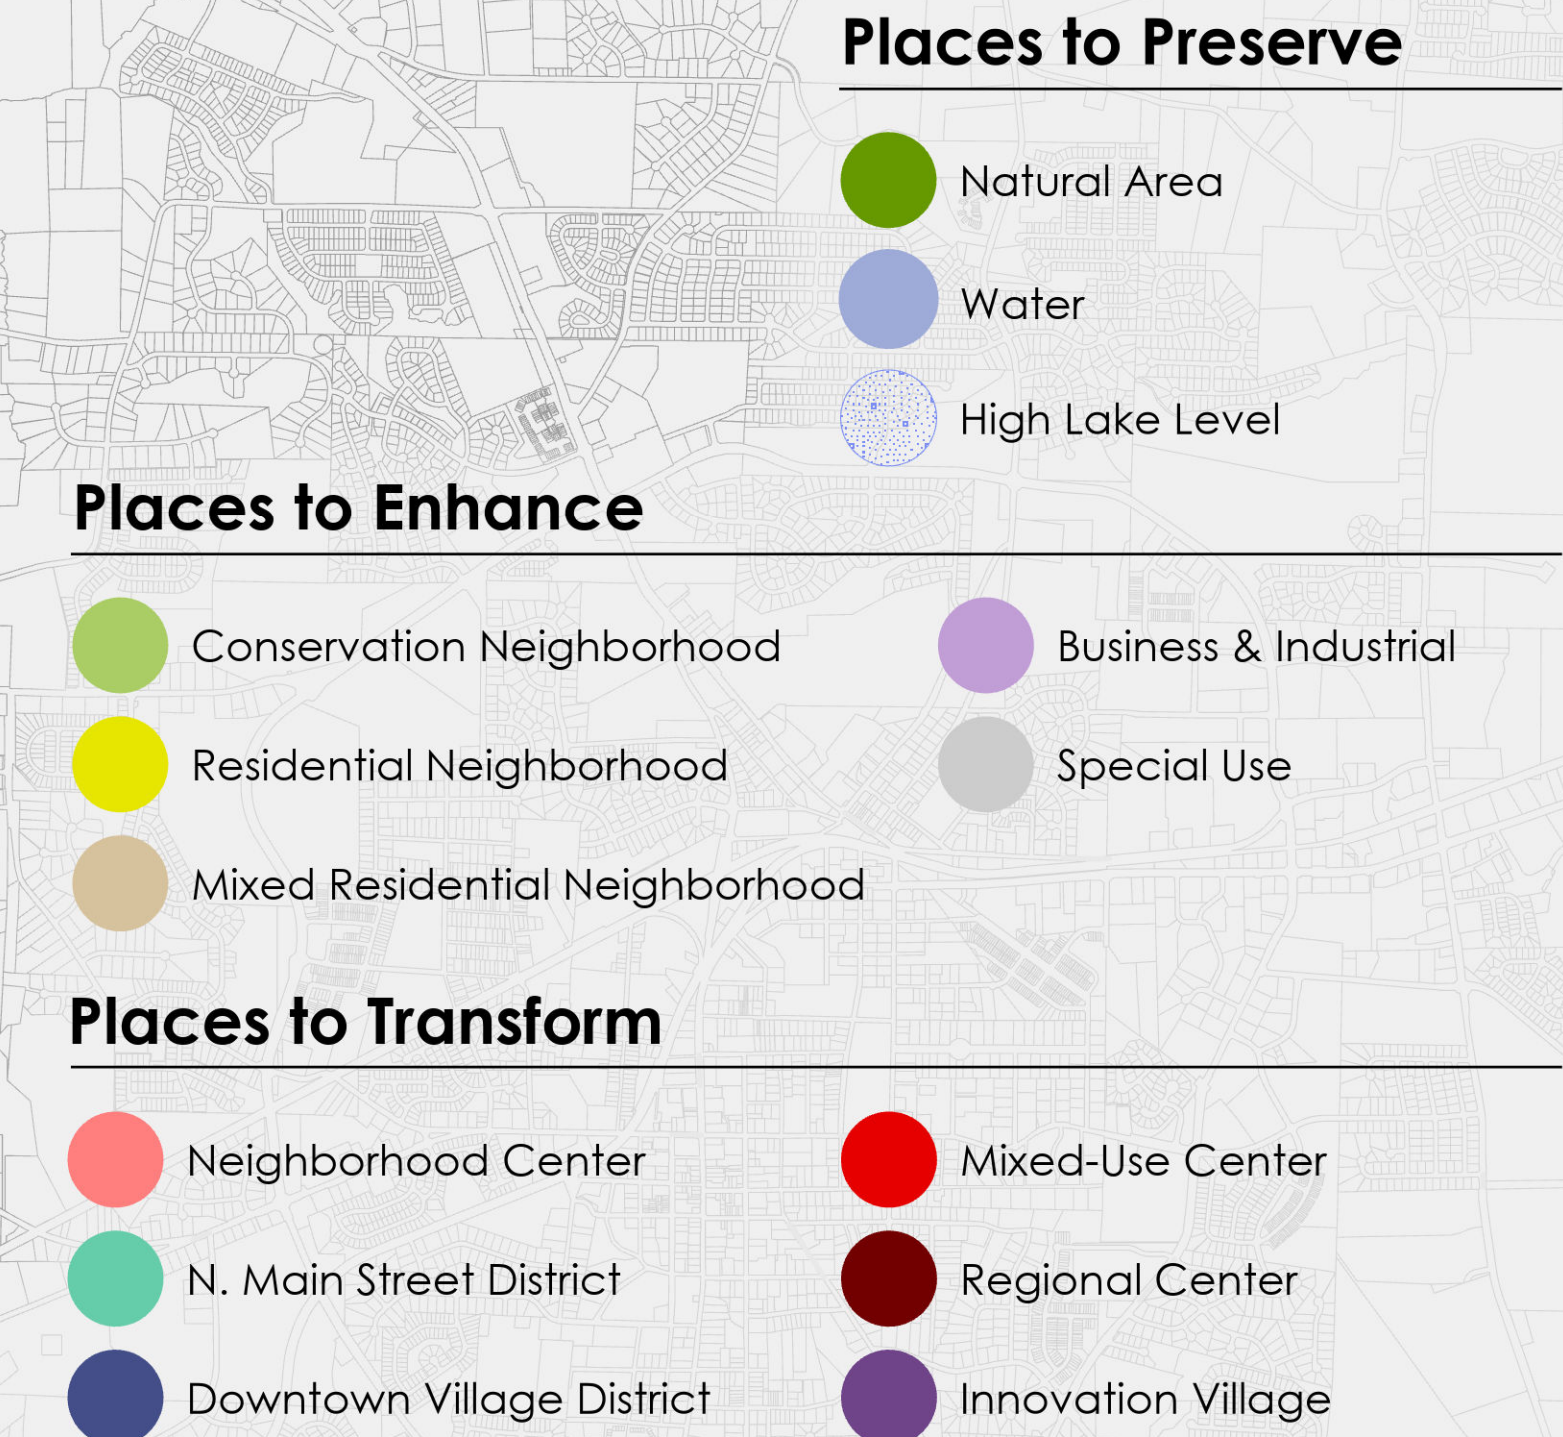 Places to Preserve
Natural Area
Water
High Lake Level
Places to Enhance
Conservation Neighborhood
Residential Neighborhood
Mixed Residential Neighborhood
Business & Industrial
Special Use
Places to Transform
Neighborhood Center
N. Main Street District
Downtown Village District
Mixed-Use Center
Regional Center
Innovation Village